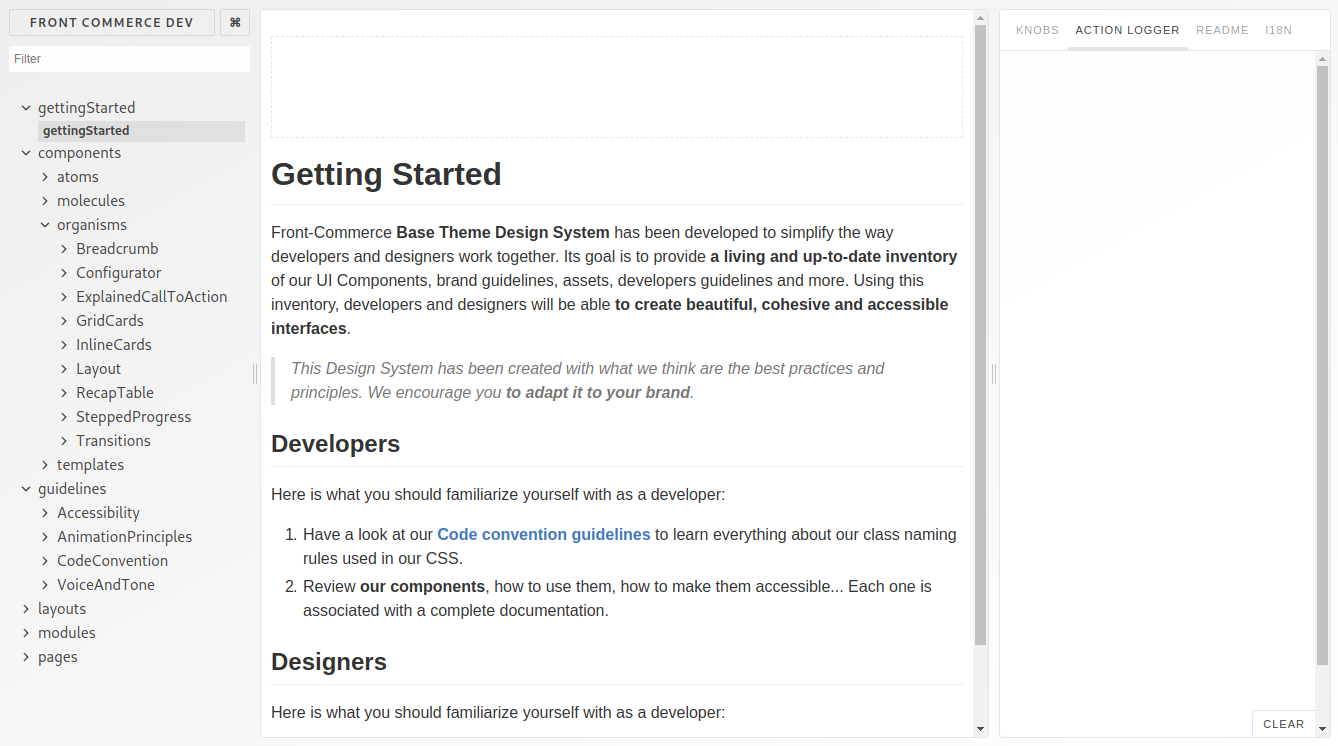 FRONT COMMERCE DEV
⌘
Filter
gettingStarted
gettingStarted
components
atoms
molecules
organisms
Breadcrumb
Configurator
ExplainedCallToAction
GridCards
InlineCards
Layout
RecapTable
SteppedProgress
Transitions
templates
guidelines
Accessibility
AnimationPrinciples
CodeConvention
VoiceAndTone
layouts
modules
pages
Getting Started
Front-Commerce Base Theme Design System has been developed to simplify the way
developers and designers work together. Its goal is to provide a living and up-to-date inventory
of our UI Components, brand guidelines, assets, developers guidelines and more. Using this
inventory, developers and designers will be able to create beautiful, cohesive and accessible
interfaces.
This Design System has been created with what we think are the best practices and
principles. We encourage you to adapt it to your brand.
Developers
Here is what you should familiarize yourself with as a developer:
1. Have a look at our Code convention guidelines to learn everything about our class naming
rules used in our CSS.
2. Review our components, how to use them, how to make them accessible... Each one is
associated with a complete documentation.
Designers
Here is what you should familiarize yourself with as a developer:
KNOBS ACTION LOGGER README I18N
CLEAR